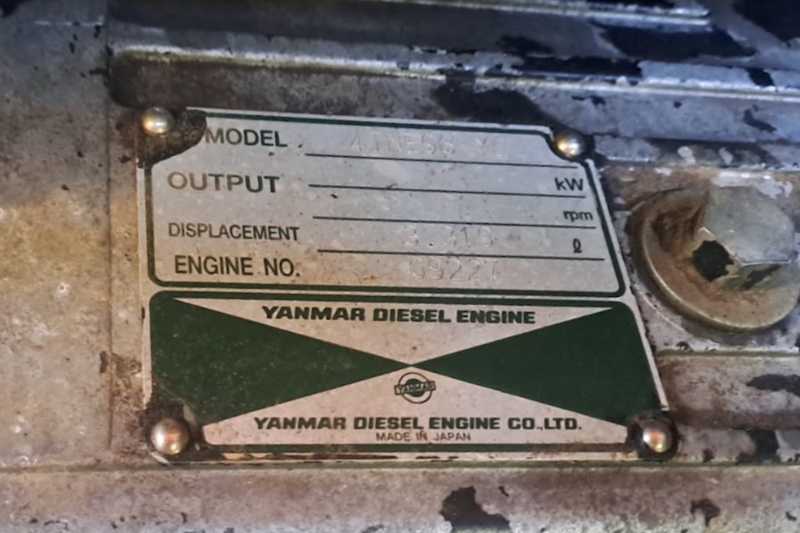 MODEL
OUTPUT kW
rpm
DISPLACEMENT ℓ
ENGINE NO. 09227
YANMAR DIESEL ENGINE
YANMAR
YANMAR DIESEL ENGINE CO.,LTD.
MADE IN JAPAN